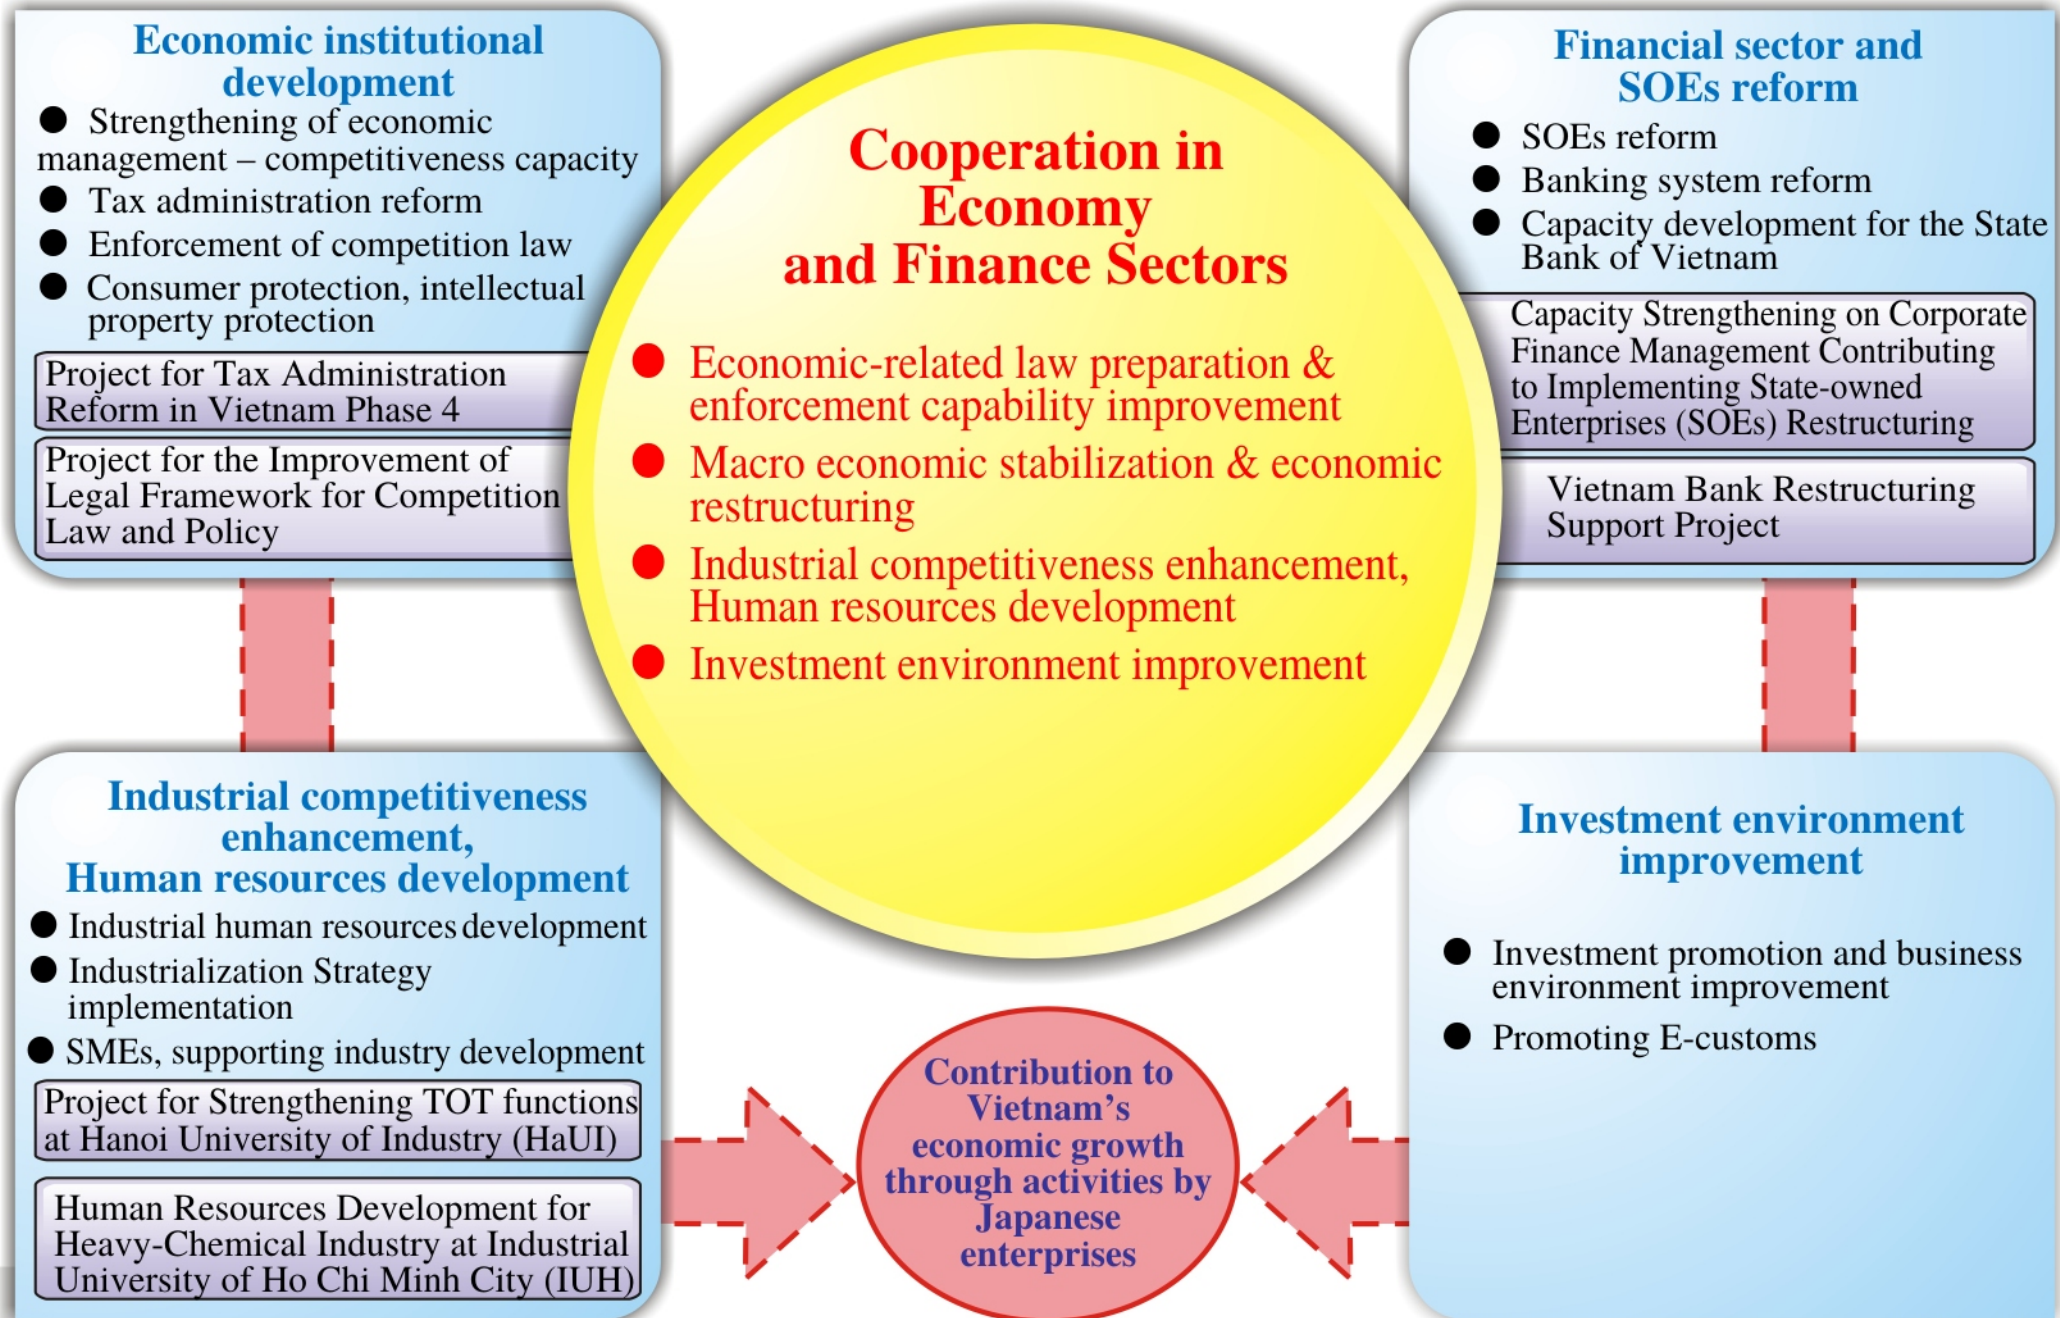 Economic institutional
development
● Strengthening of economic
management – competitiveness capacity
● Tax administration reform
● Enforcement of competition law
● Consumer protection, intellectual
property protection
Project for Tax Administration
Reform in Vietnam Phase 4
Project for the Improvement of
Legal Framework for Competition
Law and Policy
Cooperation in
Economy
and Finance Sectors
● Economic-related law preparation &
enforcement capability improvement
● Macro economic stabilization & economic
restructuring
● Industrial competitiveness enhancement,
Human resources development
● Investment environment improvement
Financial sector and
SOEs reform
● SOEs reform
● Banking system reform
● Capacity development for the State
Bank of Vietnam
Capacity Strengthening on Corporate
Finance Management Contributing
to Implementing State-owned
Enterprises (SOEs) Restructuring
Vietnam Bank Restructuring
Support Project
Industrial competitiveness
enhancement,
Human resources development
● Industrial human resources development
● Industrialization Strategy
implementation
● SMEs, supporting industry development
Project for Strengthening TOT functions
at Hanoi University of Industry (HaUI)
Human Resources Development for
Heavy-Chemical Industry at Industrial
University of Ho Chi Minh City (IUH)
Contribution to
Vietnam’s
economic growth
through activities by
Japanese
enterprises
Investment environment
improvement
● Investment promotion and business
environment improvement
● Promoting E-customs